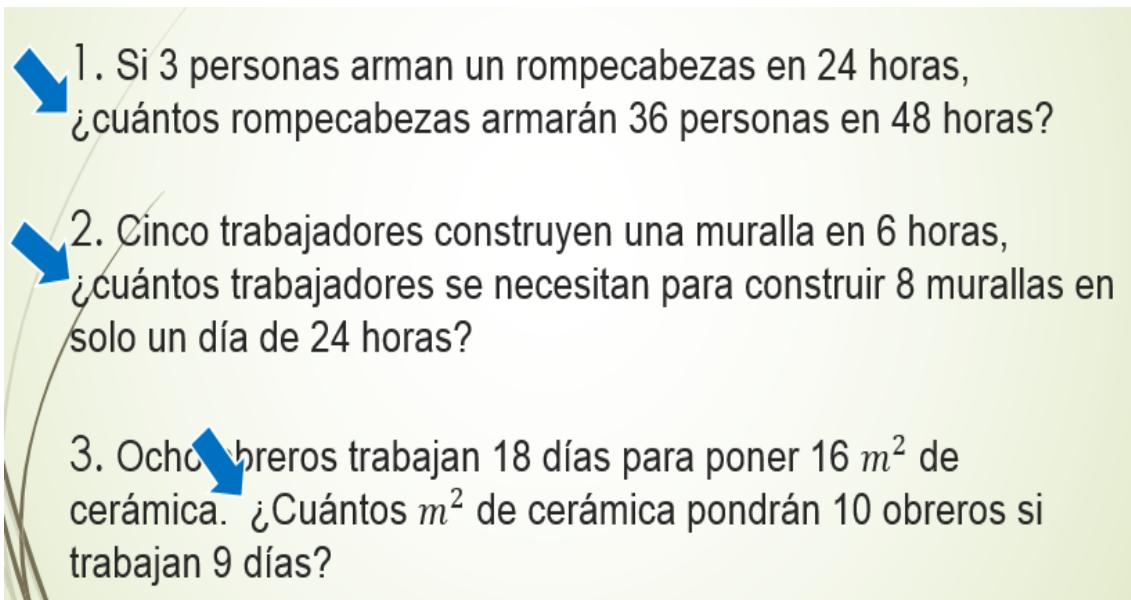 1. Si 3 personas arman un rompecabezas en 24 horas,
¿cuántos rompecabezas armarán 36 personas en 48 horas?
2. Cinco trabajadores construyen una muralla en 6 horas,
¿cuántos trabajadores se necesitan para construir 8 murallas en
solo un día de 24 horas?
3. Ocho obreros trabajan 18 días para poner 16 m² de
cerámica. ¿Cuántos m² de cerámica pondrán 10 obreros si
trabajan 9 días?